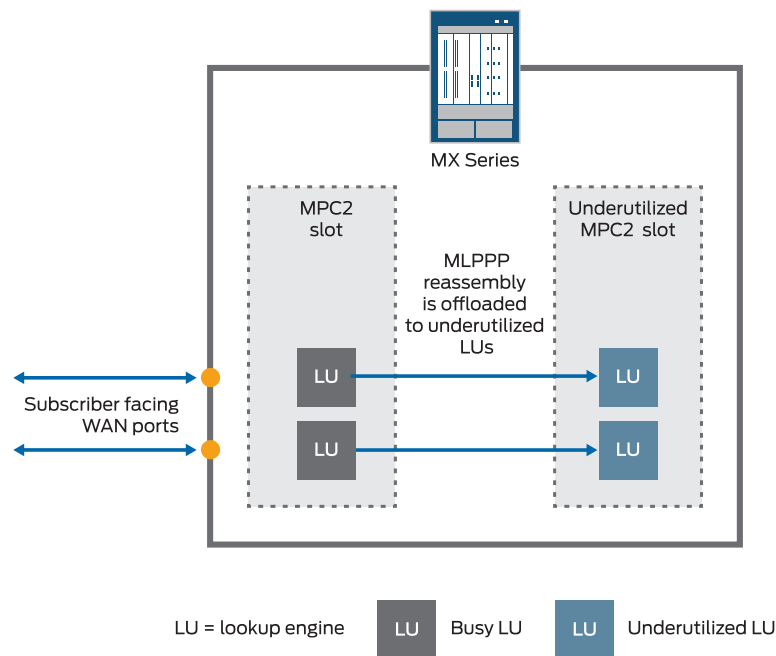 MX Series
MPC2
slot
Underutilized
MPC2 slot
MLPPP
reassembly
is offloaded
to underutilized
LUs
LU
LU
LU
LU
Subscriber facing
WAN ports
LU = lookup engine
LU
Busy LU
LU
Underutilized LU